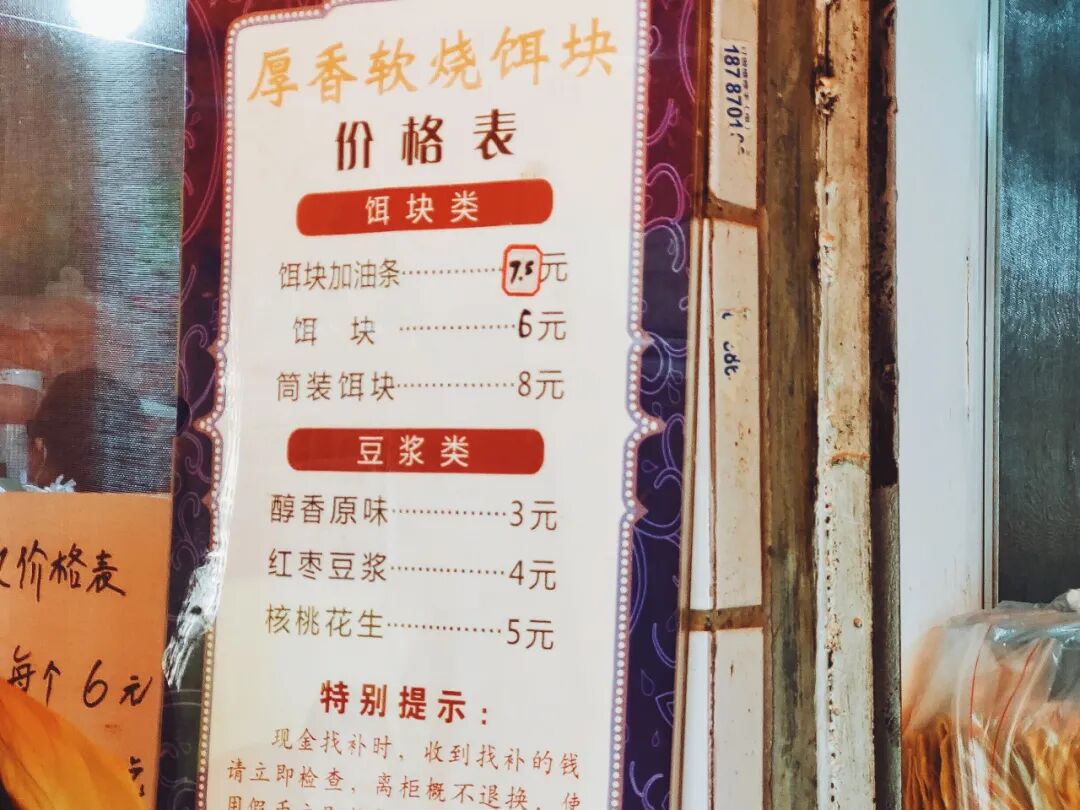 厚香软烧饵块
价格表
饵块类
饵块加油条……………7.5元
饵 块 ……………6元
筒装饵块……………8元
豆浆类
醇香原味……………3元
红枣豆浆……………4元
核桃花生……………5元
特别提示:
现金找补时,收到找补的钱
请立即检查,离柜概不退换,使
价格表
每个 6元
1878701